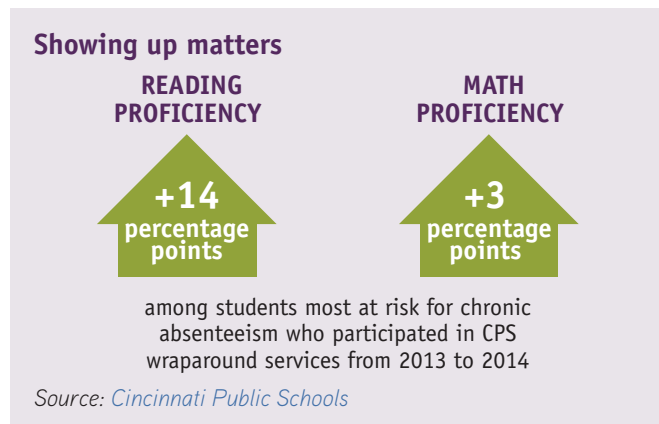 Showing up matters
READING
PROFICIENCY
+14
percentage
points
MATH
PROFICIENCY
+3
percentage
points
among students most at risk for chronic
absenteeism who participated in CPS
wraparound services from 2013 to 2014
Source: Cincinnati Public Schools